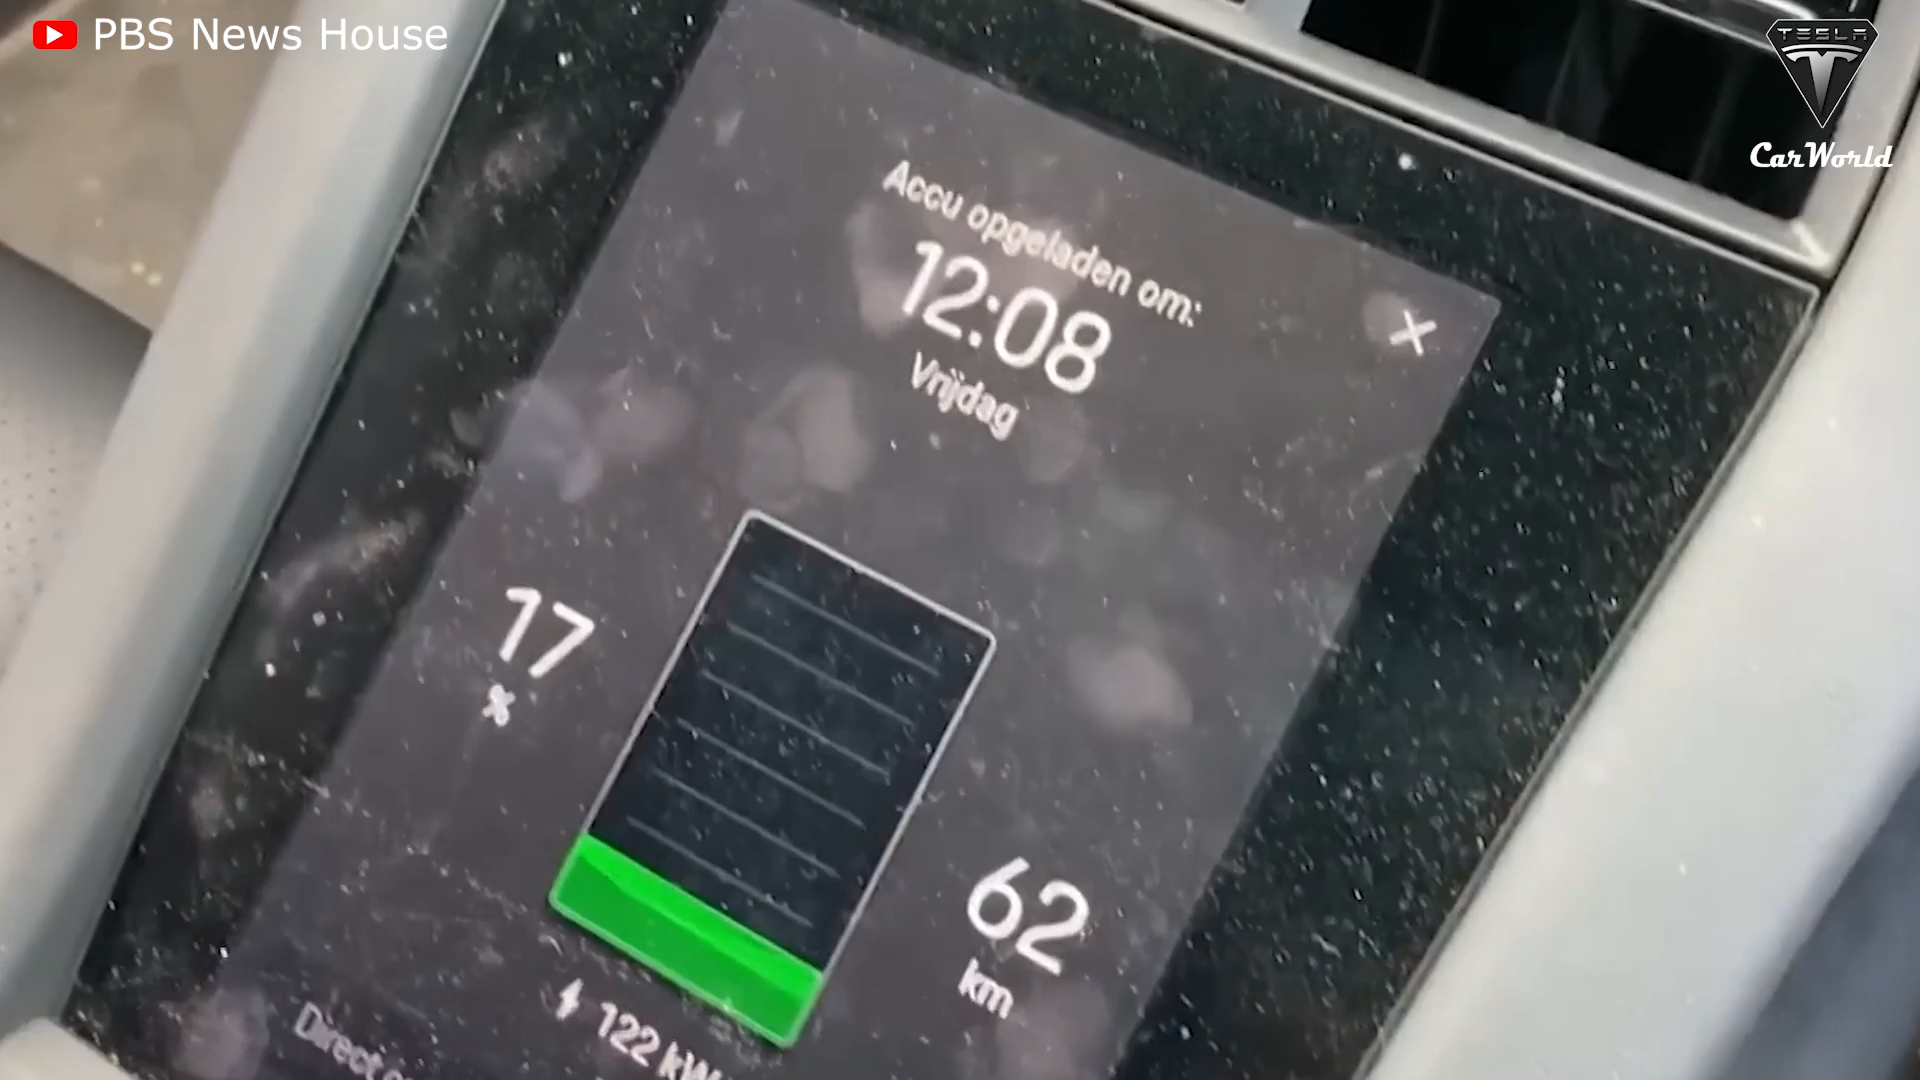 PBS News House
TESLA
CarWorld
Accu opgeladen om:
12:08
Vrijdag
17
%
62
km
122 kW
Direct